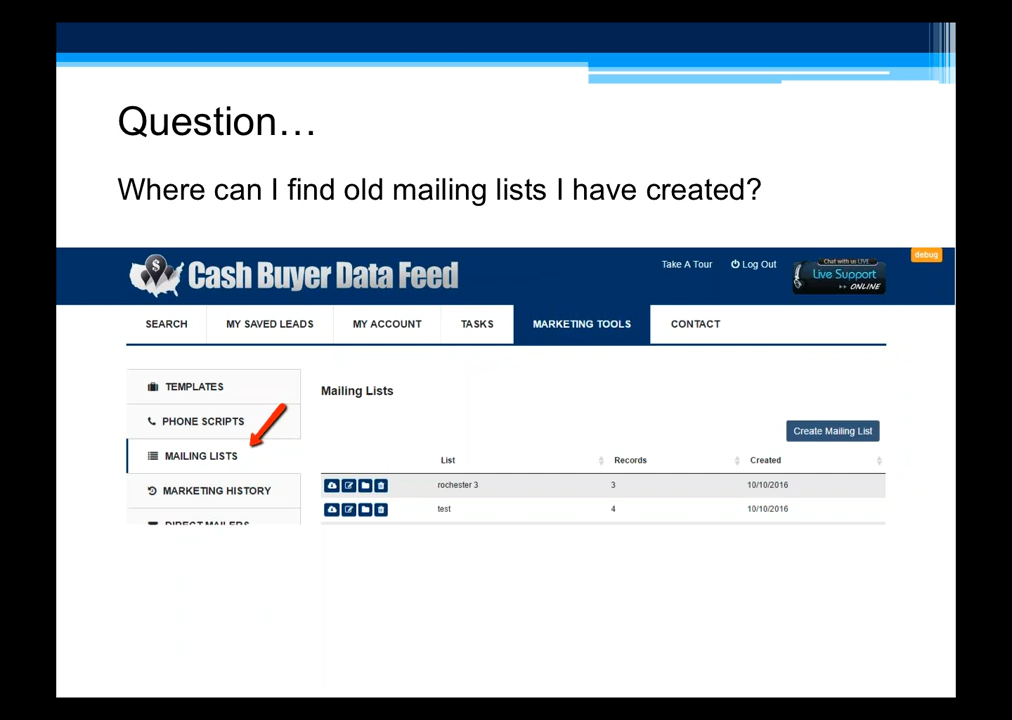 Question…
Where can I find old mailing lists I have created?
$ Cash Buyer Data Feed
Take A Tour
Log Out
Chat with us LIVE
Live Support
ONLINE
debug
SEARCH
MY SAVED LEADS
MY ACCOUNT
TASKS
MARKETING TOOLS
CONTACT
TEMPLATES
PHONE SCRIPTS
MAILING LISTS
MARKETING HISTORY
DIRECT MAILERS
Mailing Lists
Create Mailing List
List Records Created
rochester 3 3 10/10/2016
test 4 10/10/2016